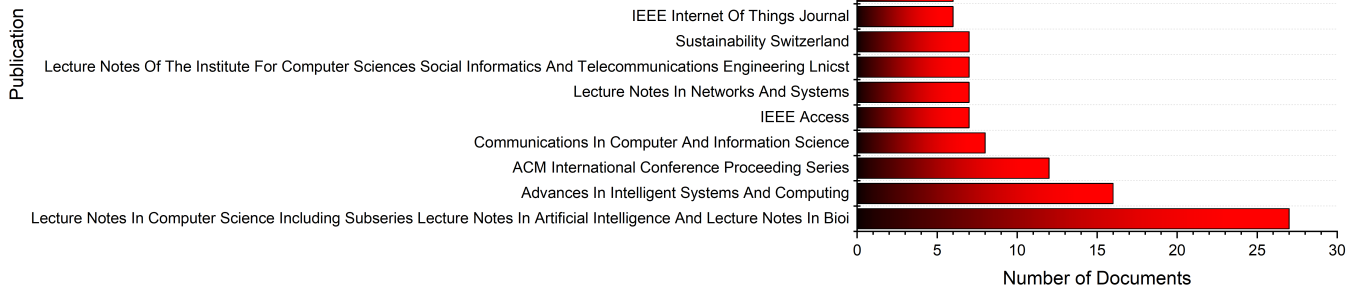 Publication
IEEE Internet Of Things Journal
Sustainability Switzerland
Lecture Notes Of The Institute For Computer Sciences Social Informatics And Telecommunications Engineering Lnicst
Lecture Notes In Networks And Systems
IEEE Access
Communications In Computer And Information Science
ACM International Conference Proceeding Series
Advances In Intelligent Systems And Computing
Lecture Notes In Computer Science Including Subseries Lecture Notes In Artificial Intelligence And Lecture Notes In Bioi
0 5 10 15 20 25 30
Number of Documents